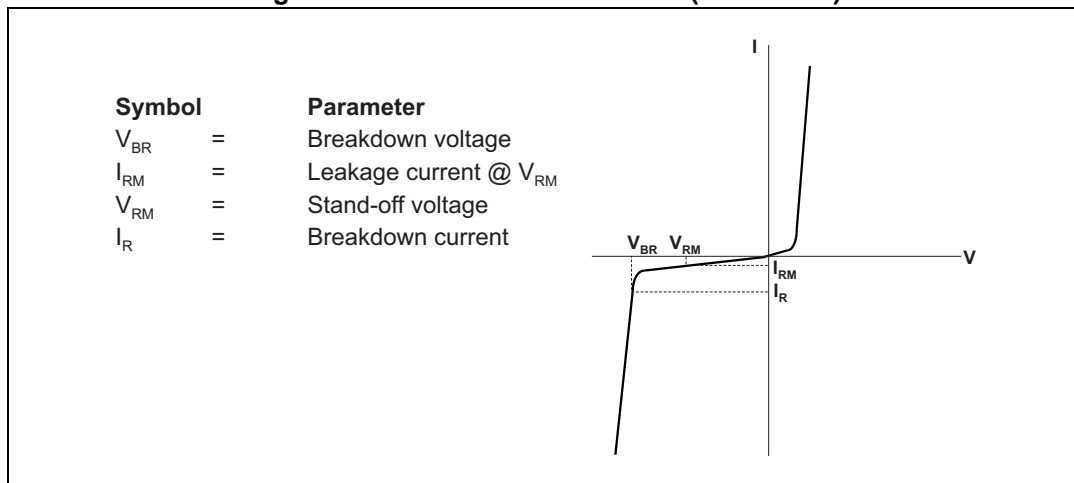 Symbol Parameter
V_BR = Breakdown voltage
I_RM = Leakage current @ V_RM
V_RM = Stand-off voltage
I_R = Breakdown current
I
V_BR V_RM
V
I_RM
I_R